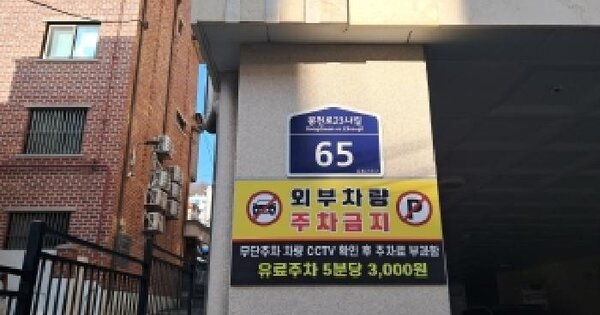 65
외부차량
주차금지
P
무단주차 차량 CCTV 확인 후 주차료 부과함
유료주차 5분당 3,000원